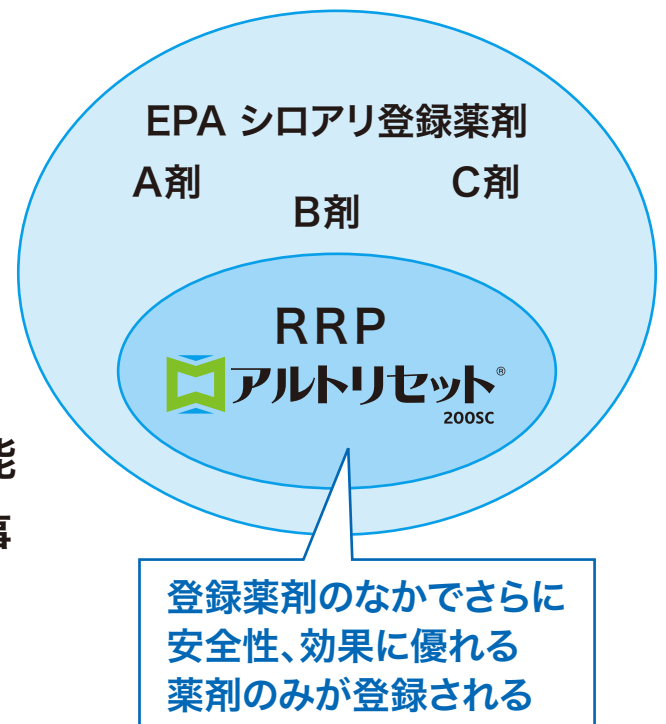 EPA シロアリ登録薬剤
A剤
B剤
C剤
RRP
アルトリセット®
200SC
能
事
登録薬剤のなかでさらに
安全性、効果に優れる
薬剤のみが登録される